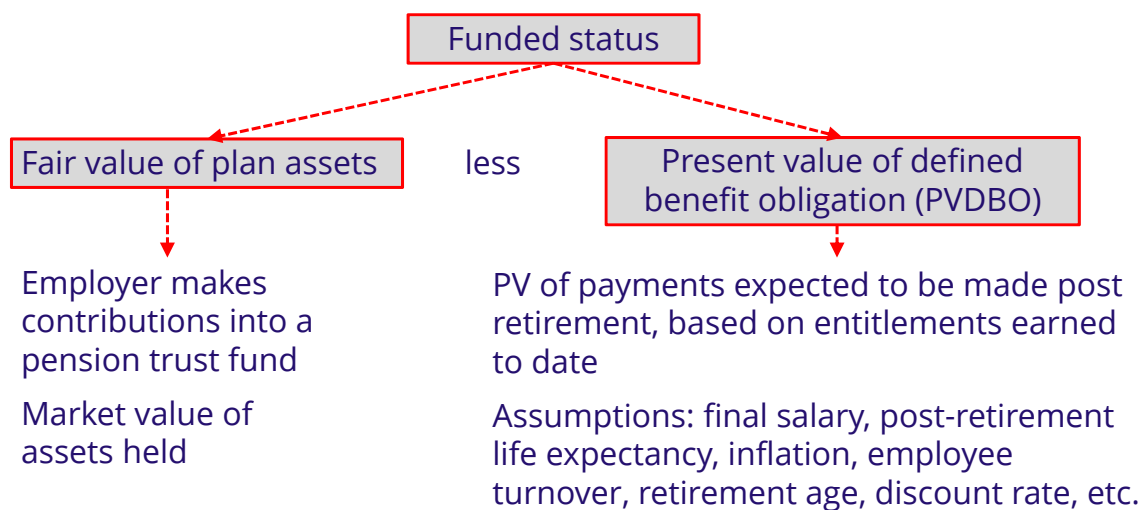 Funded status
Fair value of plan assets
less
Present value of defined
benefit obligation (PVDBO)
Employer makes
contributions into a
pension trust fund
Market value of
assets held
PV of payments expected to be made post
retirement, based on entitlements earned
to date
Assumptions: final salary, post-retirement
life expectancy, inflation, employee
turnover, retirement age, discount rate, etc.